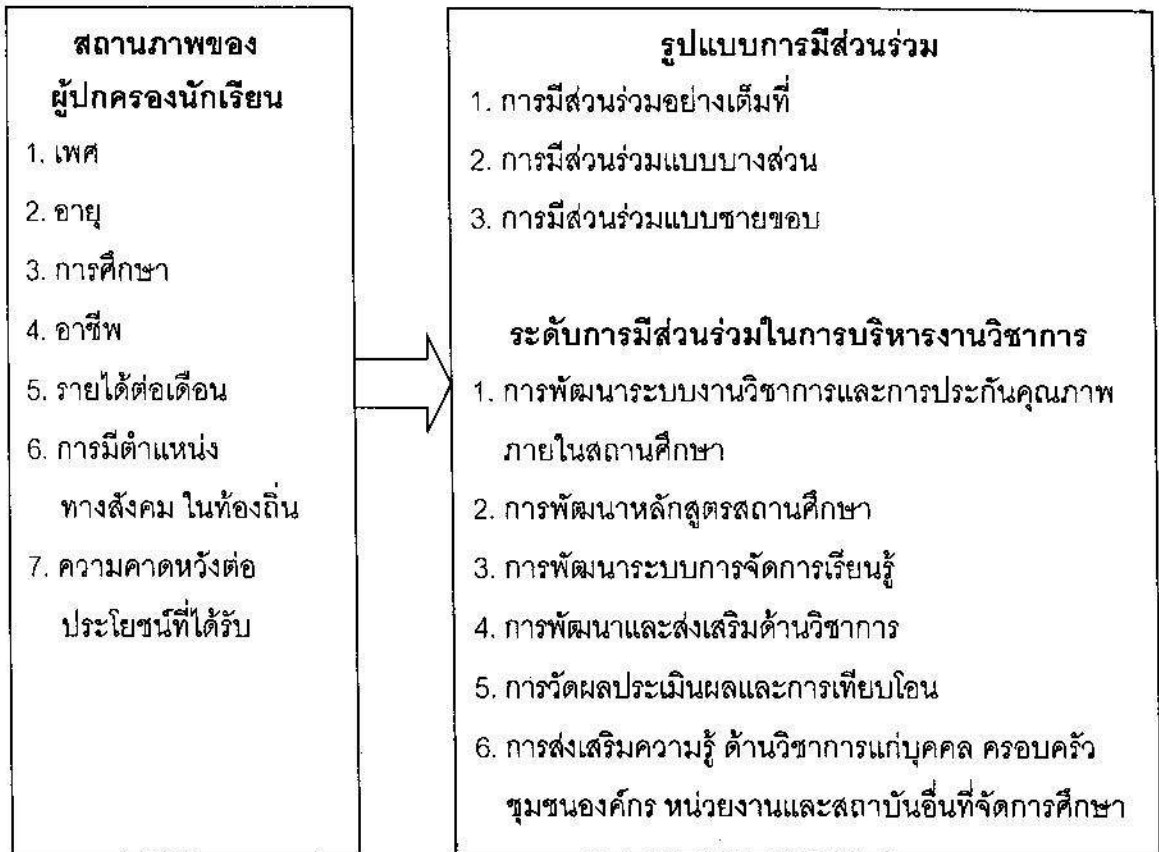 สถานภาพของ
ผู้ปกครองนักเรียน
1. เพศ
2. อายุ
3. การศึกษา
4. อาชีพ
5. รายได้ต่อเดือน
6. การมีตำแหน่ง
ทางสังคม ในท้องถิ่น
7. ความคาดหวังต่อ
ประโยชน์ที่ได้รับ
รูปแบบการมีส่วนร่วม
1. การมีส่วนร่วมอย่างเต็มที่
2. การมีส่วนร่วมแบบบางส่วน
3. การมีส่วนร่วมแบบชายขอบ
ระดับการมีส่วนร่วมในการบริหารงานวิชาการ
1. การพัฒนาระบบงานวิชาการและการประกันคุณภาพ
ภายในสถานศึกษา
2. การพัฒนาหลักสูตรสถานศึกษา
3. การพัฒนาระบบการจัดการเรียนรู้
4. การพัฒนาและส่งเสริมด้านวิชาการ
5. การวัดผลประเมินผลและการเทียบโอน
6. การส่งเสริมความรู้ ด้านวิชาการแก่บุคคล ครอบครัว
ชุมชนองค์กร หน่วยงานและสถาบันอื่นที่จัดการศึกษา